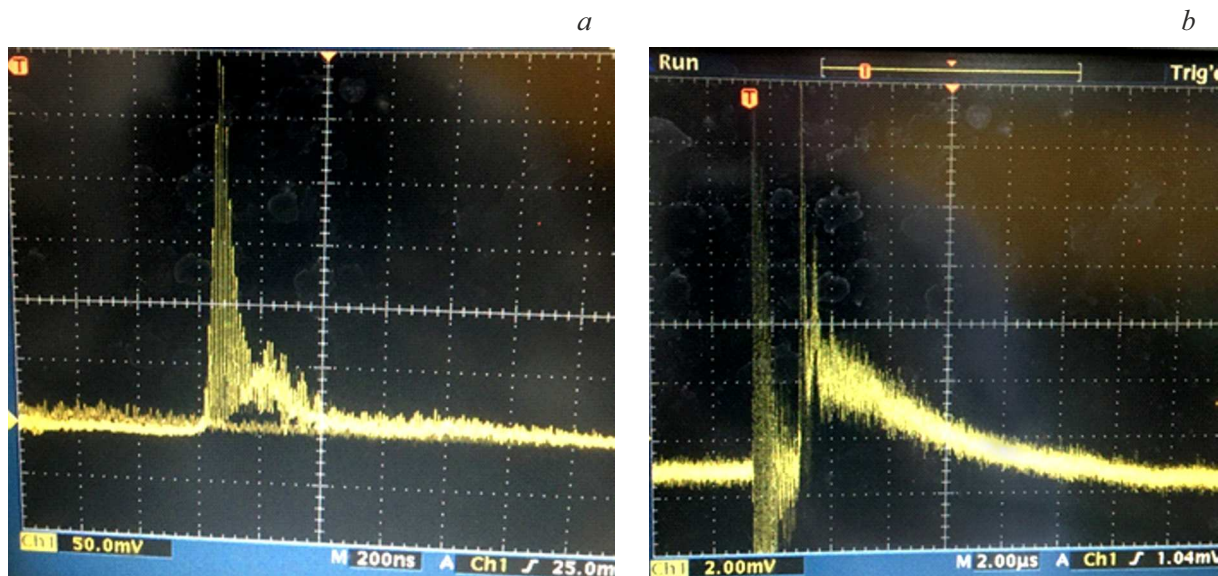 a
b
T
Run
T
Trig'd
T
Ch1 50.0mV
M 200ns A Ch1 ∫ 25.0m
Ch1 2.00mV
M 2.00µs A Ch1 ∫ 1.04mV